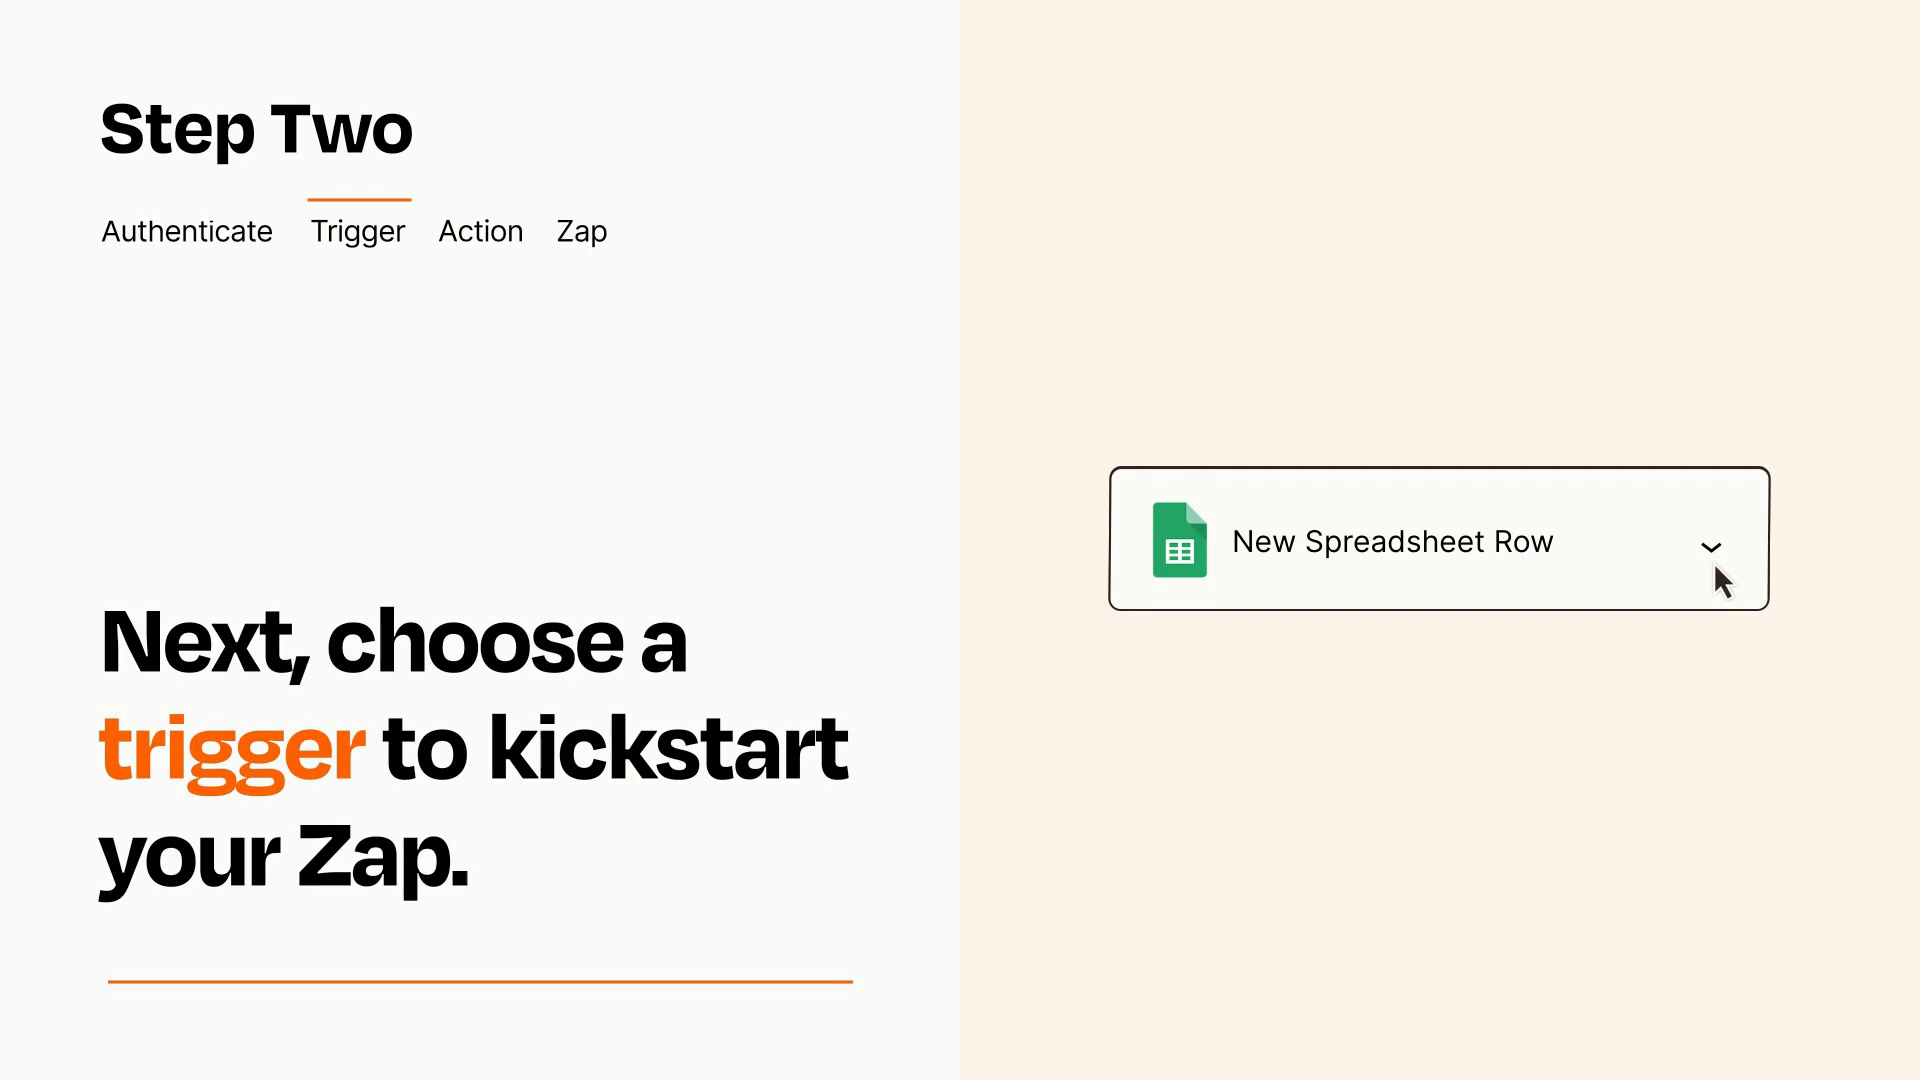 Step Two
Authenticate Trigger Action Zap
Next, choose a
trigger to kickstart
your Zap.
New Spreadsheet Row